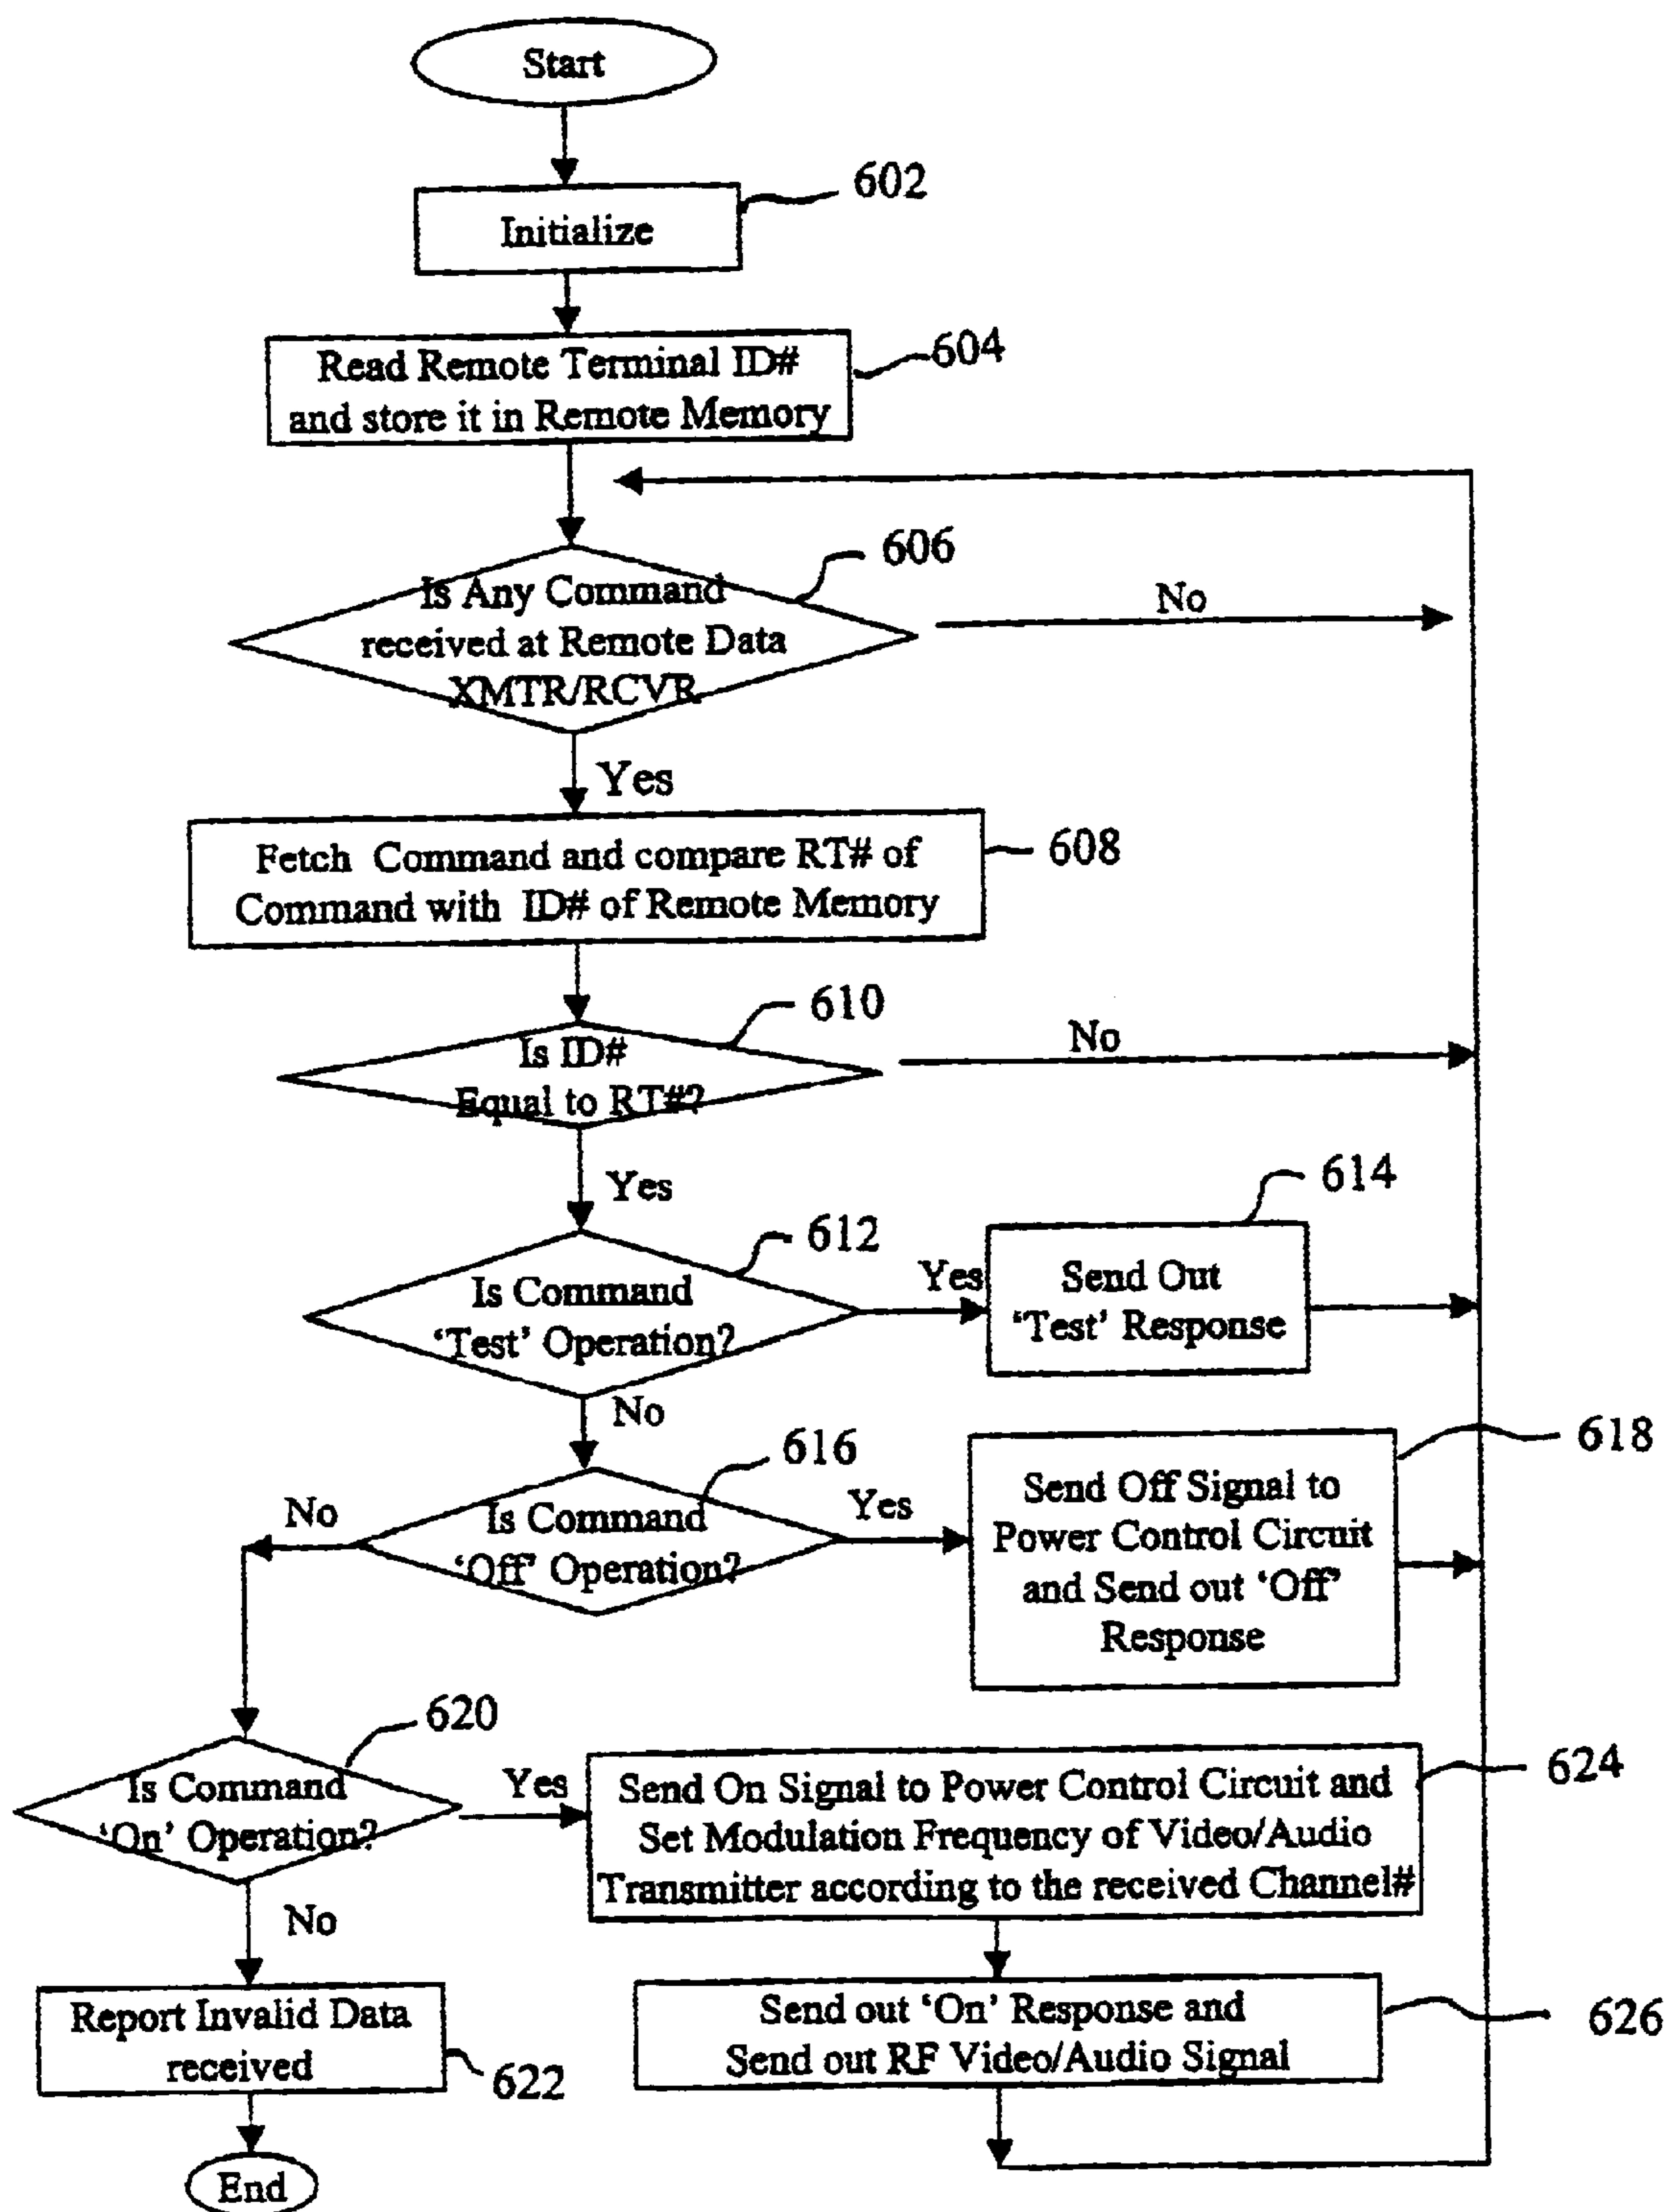 Start
602
Initialize
604
Read Remote Terminal ID#
and store it in Remote Memory
606
Is Any Command
received at Remote Data
XMTR/RCVR
No
Yes
608
Fetch Command and compare RT# of
Command with ID# of Remote Memory
610
Is ID#
Equal to RT#?
No
Yes
614
612
Is Command
'Test' Operation?
Yes
Send Out
'Test' Response
No
616
618
Is Command
'Off' Operation?
No
Yes
Send Off Signal to
Power Control Circuit
and Send out 'Off'
Response
620
Is Command
'On' Operation?
Yes
624
Send On Signal to Power Control Circuit and
Set Modulation Frequency of Video/Audio
Transmitter according to the received Channel#
No
Report Invalid Data
received
622
Send out 'On' Response and
Send out RF Video/Audio Signal
626
End